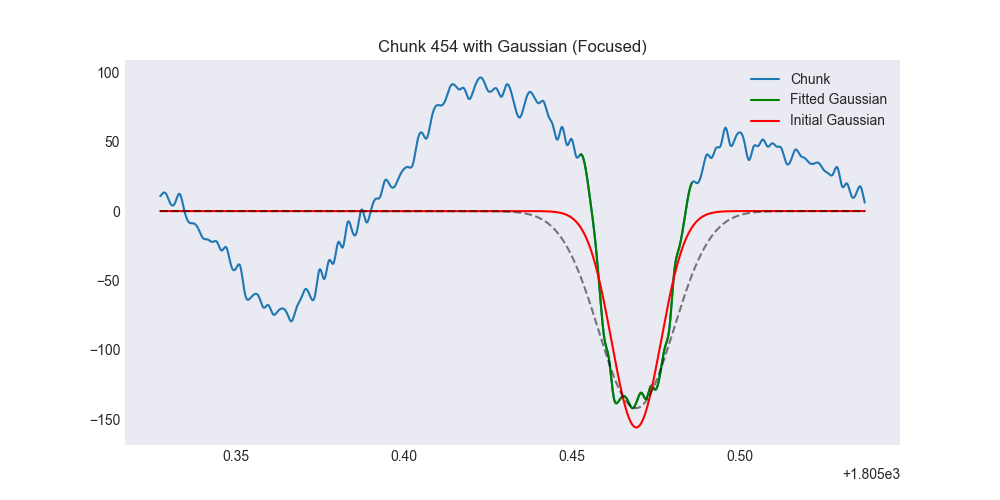 Chunk 454 with Gaussian (Focused)
Chunk
Fitted Gaussian
Initial Gaussian
100
50
0
−50
−100
−150
0.35 0.40 0.45 0.50
+1.805e3